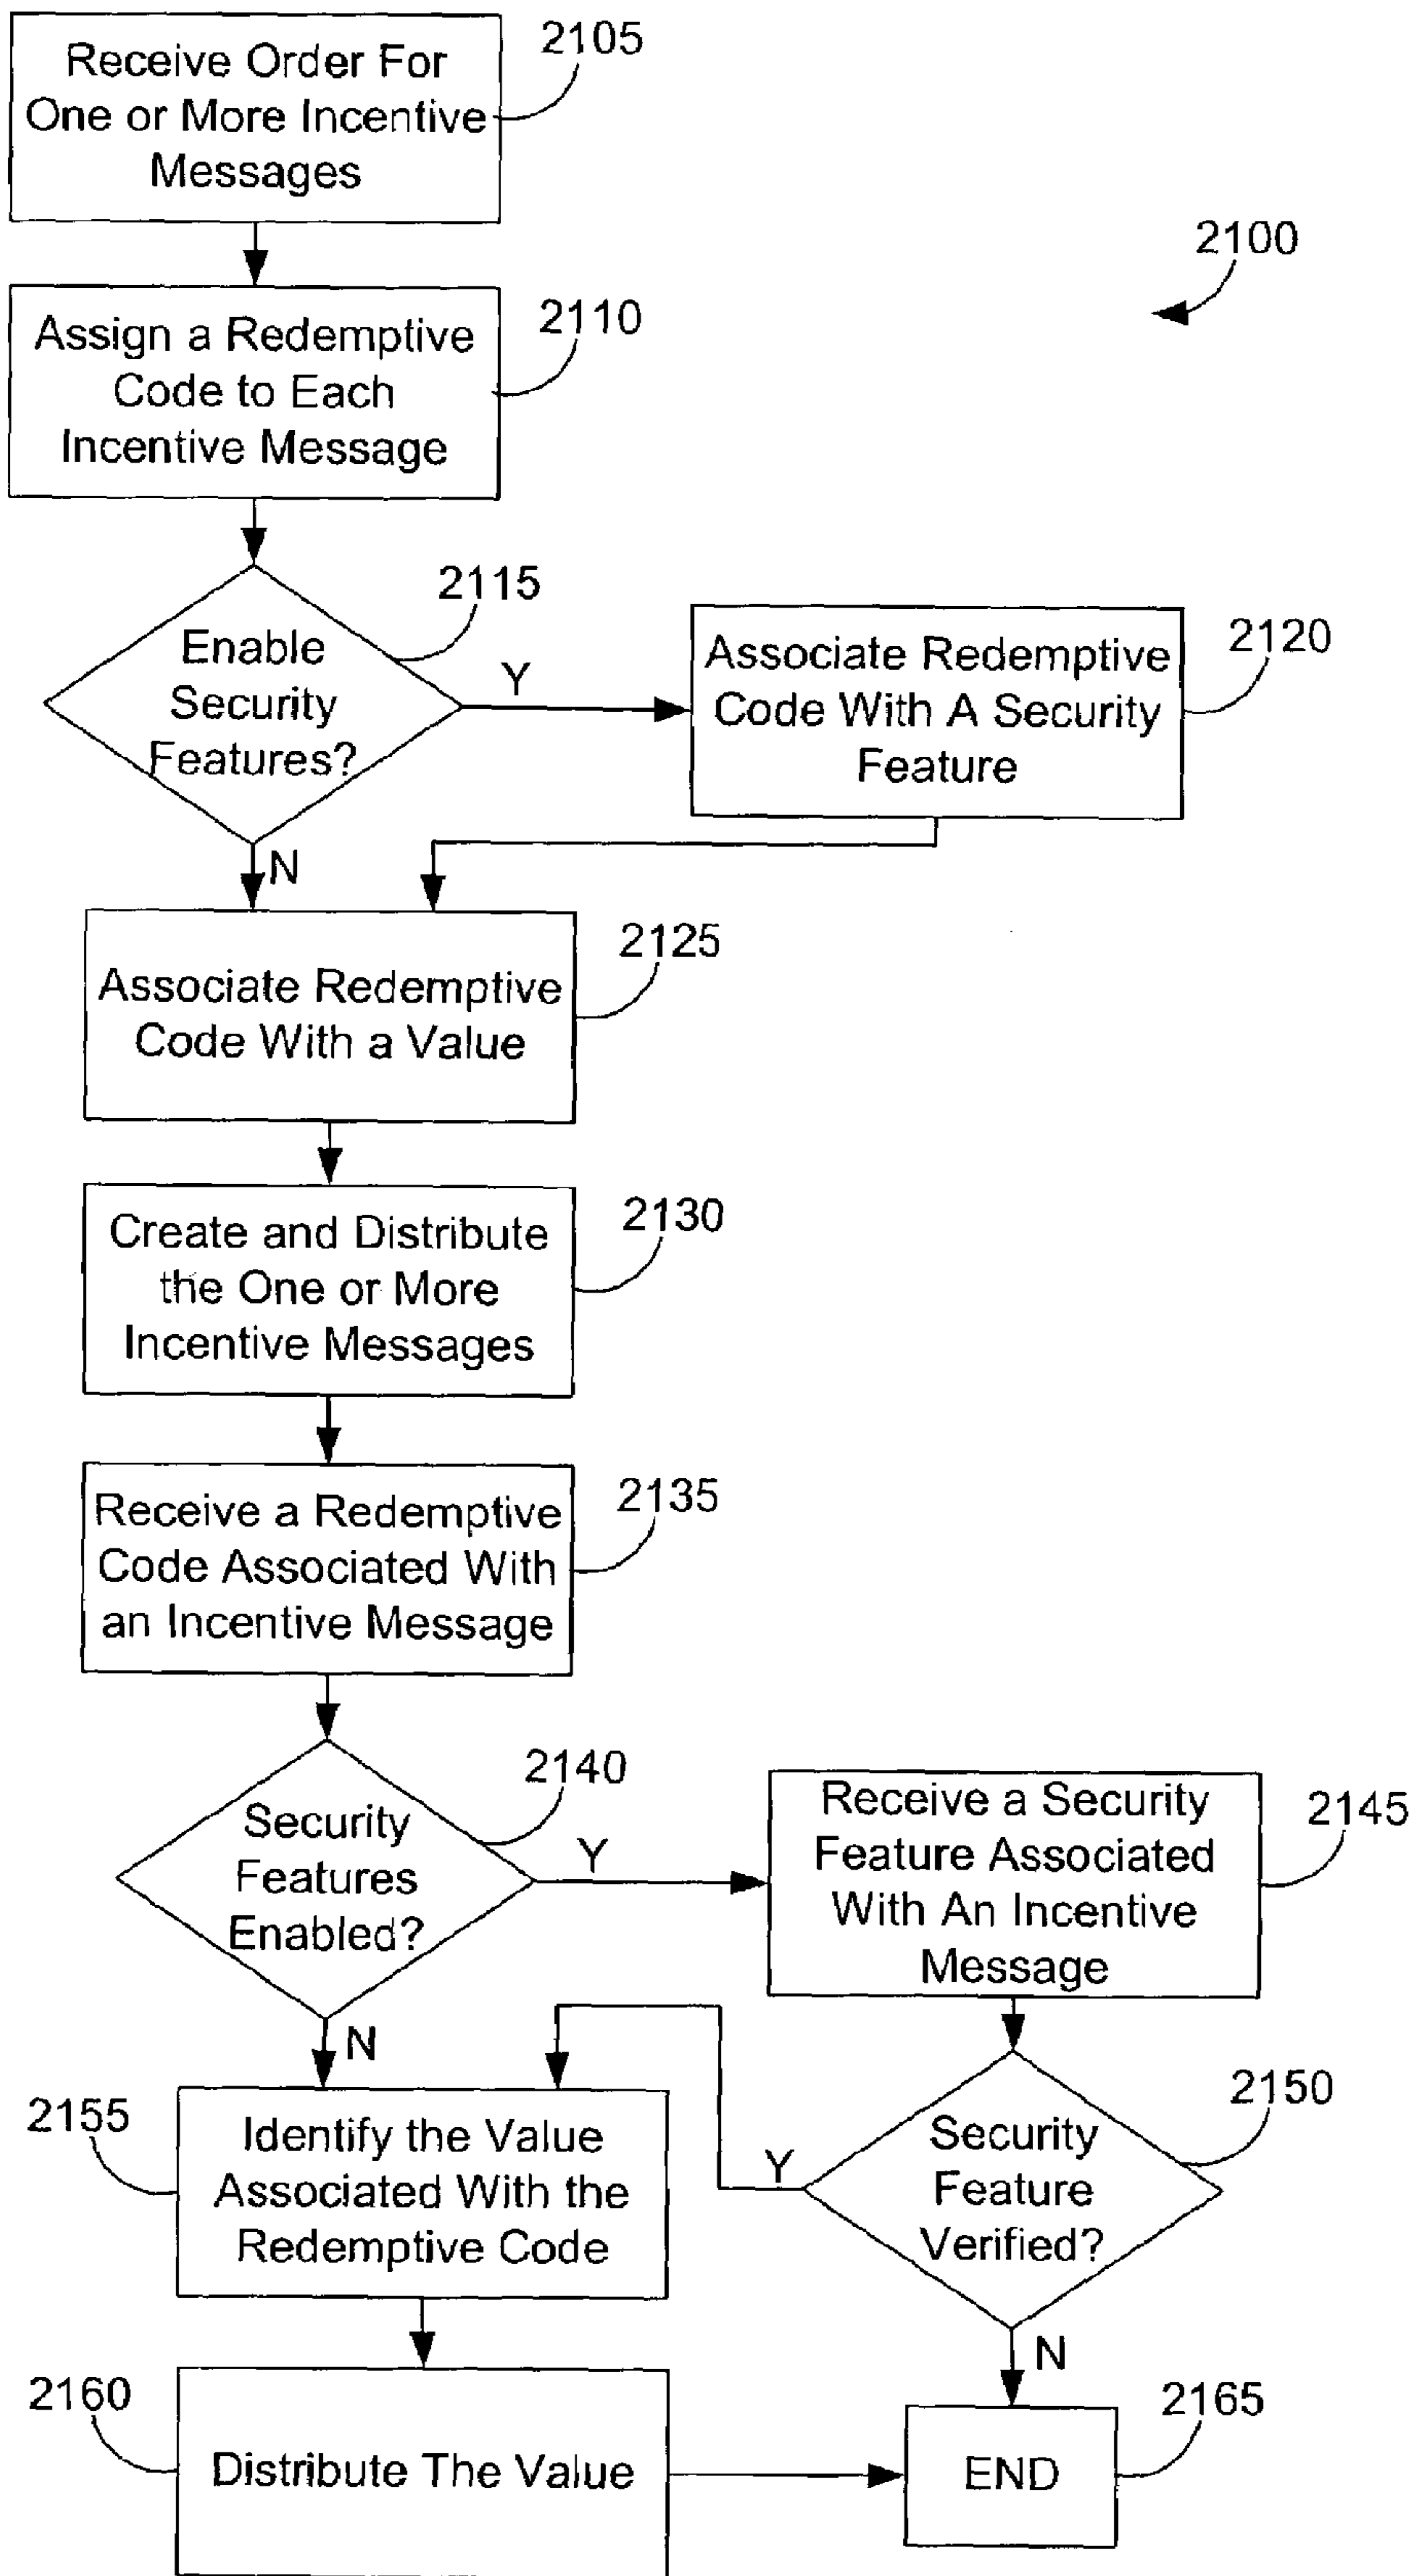 Receive Order For
One or More Incentive
Messages
2105
2100
Assign a Redemptive
Code to Each
Incentive Message
2110
Enable
Security
Features?
2115
Y
N
Associate Redemptive
Code With A Security
Feature
2120
Associate Redemptive
Code With a Value
2125
Create and Distribute
the One or More
Incentive Messages
2130
Receive a Redemptive
Code Associated With
an Incentive Message
2135
Security
Features
Enabled?
2140
Y
N
Receive a Security
Feature Associated
With An Incentive
Message
2145
Security
Feature
Verified?
2150
Y
N
2155
Identify the Value
Associated With the
Redemptive Code
2160
Distribute The Value
END
2165